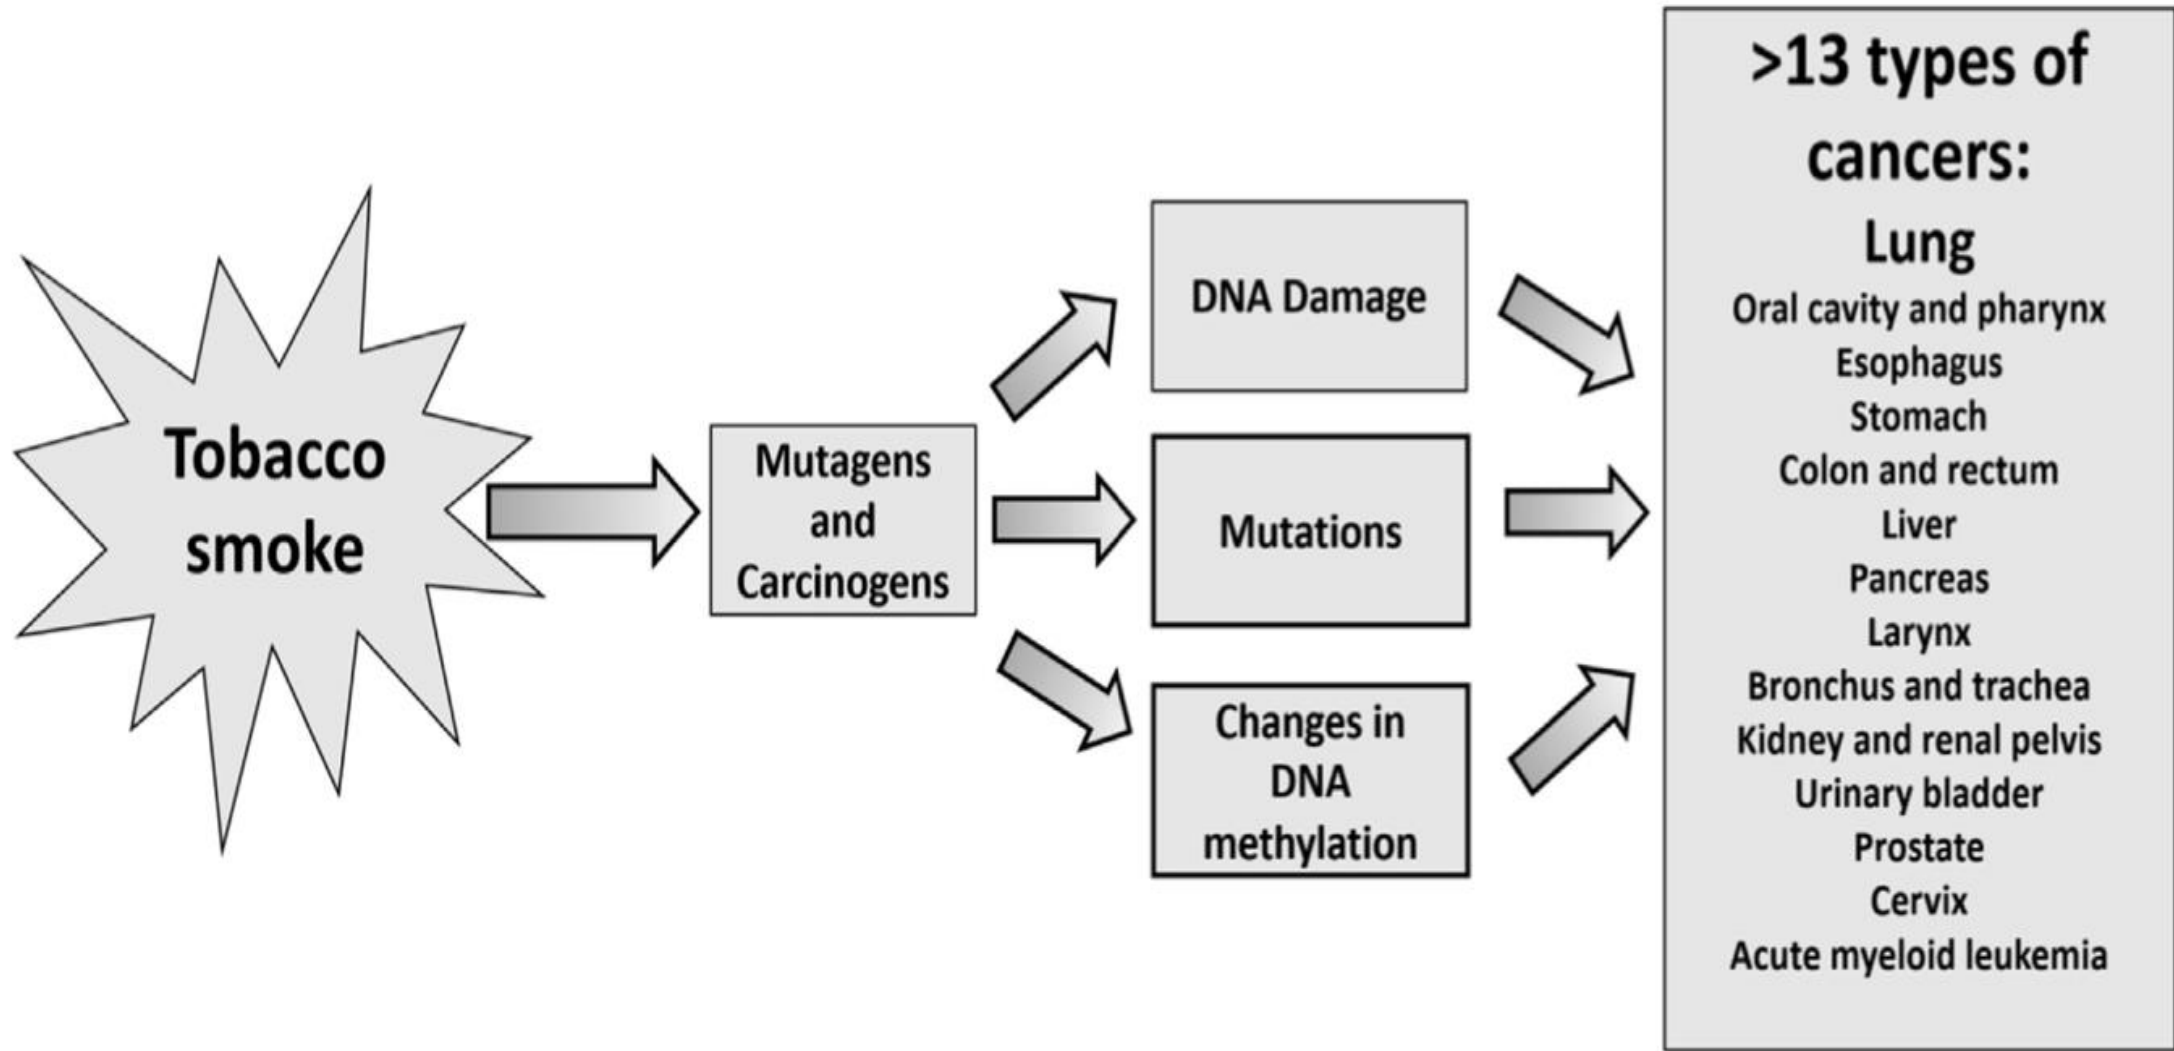 Tobacco
smoke
Mutagens
and
Carcinogens
DNA Damage
Mutations
Changes in
DNA
methylation
>13 types of
cancers:
Lung
Oral cavity and pharynx
Esophagus
Stomach
Colon and rectum
Liver
Pancreas
Larynx
Bronchus and trachea
Kidney and renal pelvis
Urinary bladder
Prostate
Cervix
Acute myeloid leukemia